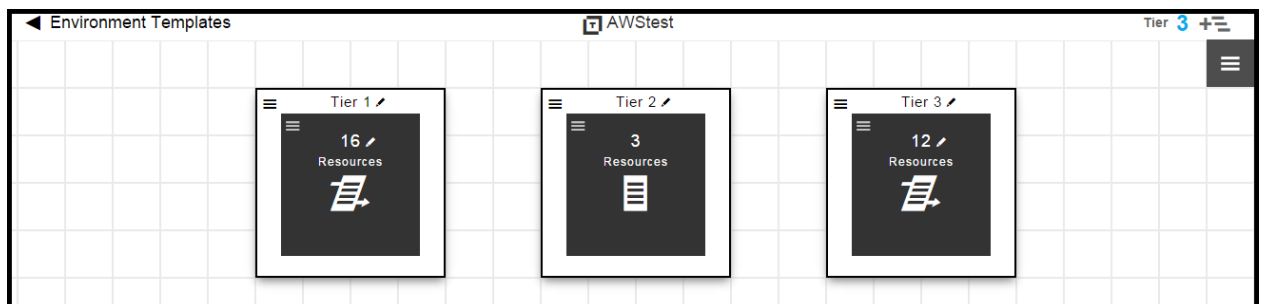 Environment Templates
AWStest
Tier 3
Tier 1
16
Resources
Tier 2
3
Resources
Tier 3
12
Resources